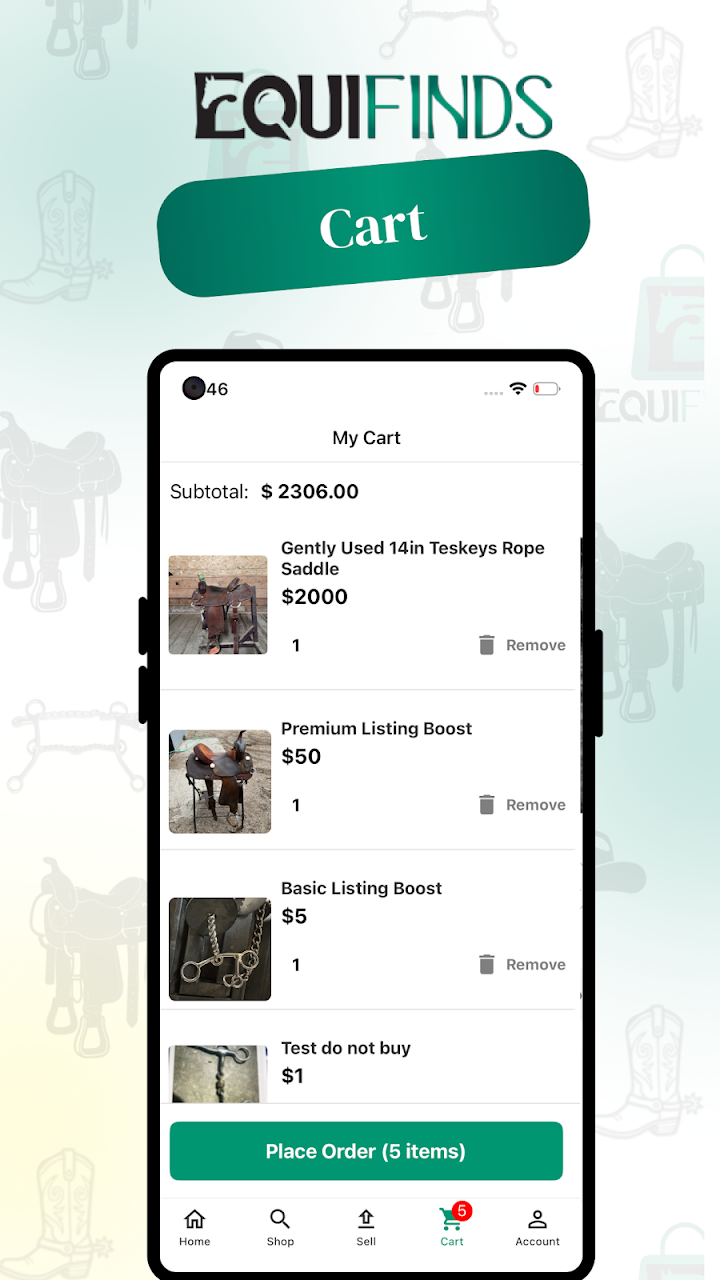 EQUIFINDS
Cart
EQUIF
46
My Cart
Subtotal: $ 2306.00
Gently Used 14in Teskeys Rope
Saddle
$2000
1 Remove
Premium Listing Boost
$50
1 Remove
Basic Listing Boost
$5
1 Remove
Test do not buy
$1
Place Order (5 items)
5
Home Shop Sell Cart Account